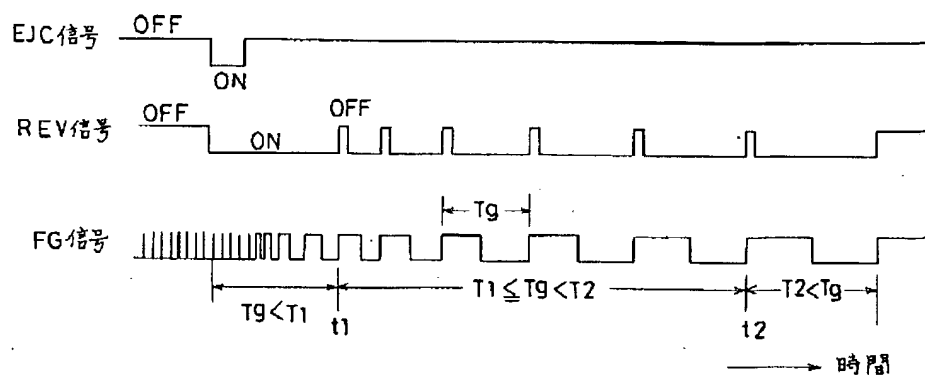 EJC信号
OFF
ON
REV信号
OFF
ON
OFF
FG信号
Tg
Tg<T1
t1
T1≦Tg<T2
t2
T2<Tg
時間